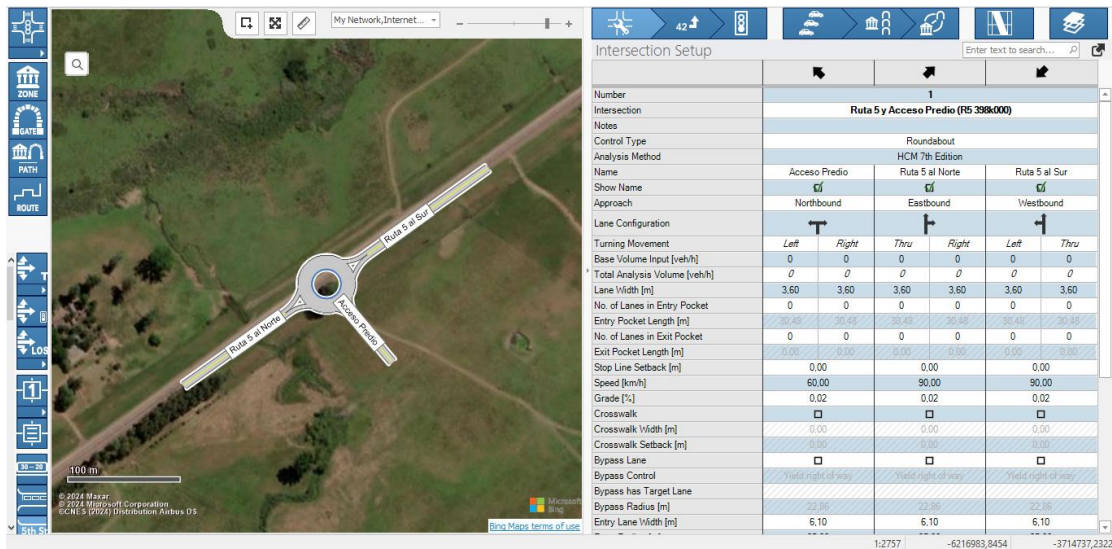 My Network,Internet...
42
Intersection Setup
Enter text to search...
ZONE
GATE
PATH
ROUTE
T
LOS
1
30 – 20
5th St
Ruta 5 al Sur
Ruta 5 al Norte
Acceso Predio
100 m
© 2024 Maxar
© 2024 Microsoft Corporation
©CNES (2024) Distribution Airbus DS
Microsoft
Bing
Bing Maps terms of use
Number 1
Intersection Ruta 5 y Acceso Predio (R5 398k000)
Notes
Control Type Roundabout
Analysis Method HCM 7th Edition
Name Acceso Predio Ruta 5 al Norte Ruta 5 al Sur
Show Name
Approach Northbound Eastbound Westbound
Lane Configuration
Turning Movement Left Right Thru Right Left Thru
Base Volume Input [veh/h] 0 0 0 0 0 0
Total Analysis Volume [veh/h] 0 0 0 0 0 0
Lane Width [m] 3,60 3,60 3,60 3,60 3,60 3,60
No. of Lanes in Entry Pocket 0 0 0 0 0 0
Entry Pocket Length [m] 30,48 30,48 30,48 30,48 30,48 30,48
No. of Lanes in Exit Pocket 0 0 0 0 0 0
Exit Pocket Length [m] 0,00 0,00 0,00 0,00 0,00 0,00
Stop Line Setback [m] 0,00 0,00 0,00
Speed [km/h] 60,00 90,00 90,00
Grade [%] 0,02 0,02 0,02
Crosswalk
Crosswalk Width [m] 0,00 0,00 0,00
Crosswalk Setback [m] 0,00 0,00 0,00
Bypass Lane
Bypass Control Yield right of way Yield right of way Yield right of way
Bypass has Target Lane
Bypass Radius [m] 22,86 22,86 22,86
Entry Lane Width [m] 6,10 6,10 6,10
1:2757 -6216983,8454 -3714737,2322